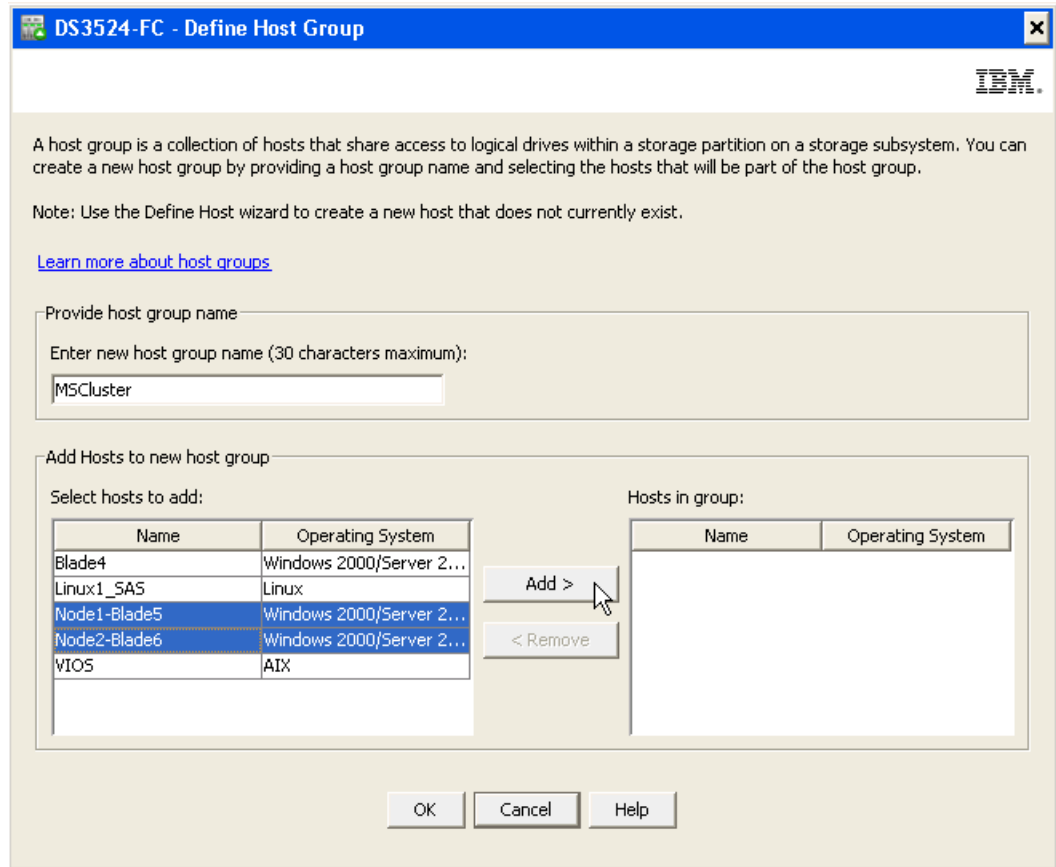 DS3524-FC - Define Host Group
IBM.
A host group is a collection of hosts that share access to logical drives within a storage partition on a storage subsystem. You can
create a new host group by providing a host group name and selecting the hosts that will be part of the host group.
Note: Use the Define Host wizard to create a new host that does not currently exist.
Learn more about host groups
Provide host group name
Enter new host group name (30 characters maximum):
MSCluster
Add Hosts to new host group
Select hosts to add:
Name Operating System
Blade4 Windows 2000/Server 2...
Linux1_SAS Linux
Node1-Blade5 Windows 2000/Server 2...
Node2-Blade6 Windows 2000/Server 2...
VIOS AIX
Add >
< Remove
Hosts in group:
Name Operating System
OK Cancel Help